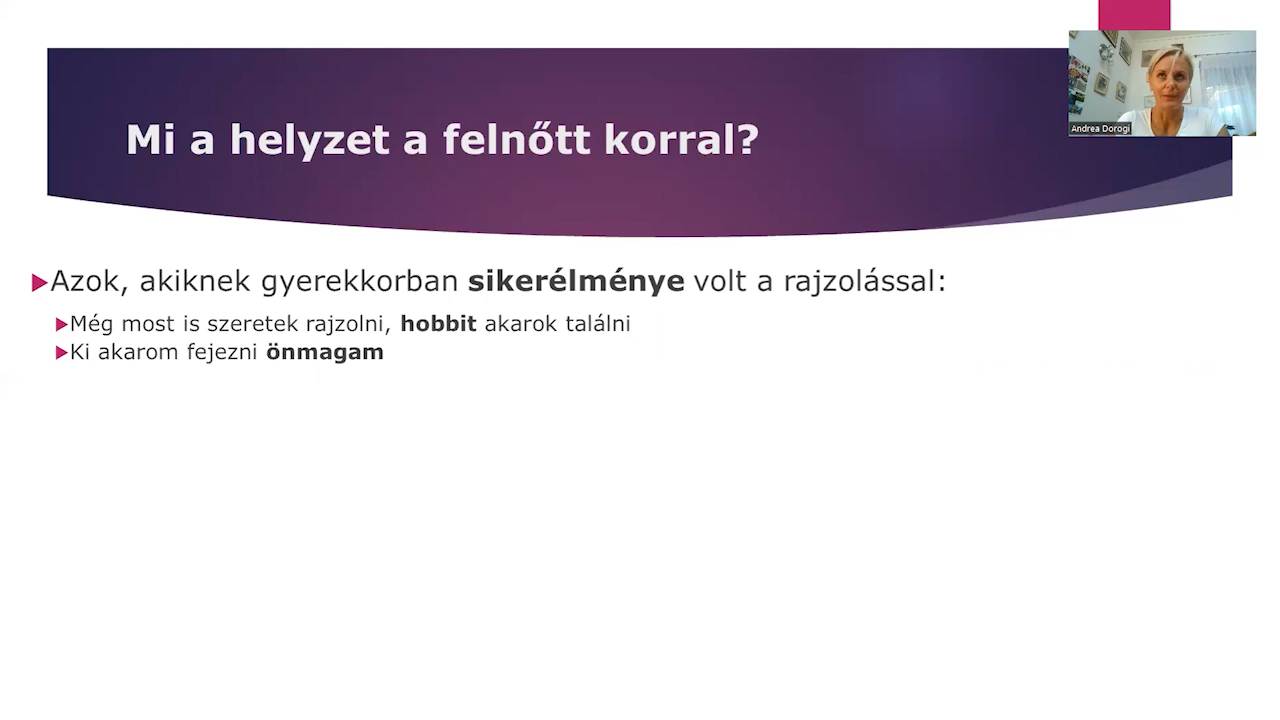 Mi a helyzet a felnőtt korral?
Andrea Dorogi
Azok, akiknek gyerekkorban sikerélménye volt a rajzolással:
Még most is szeretek rajzolni, hobbit akarok találni
Ki akarom fejezni önmagam